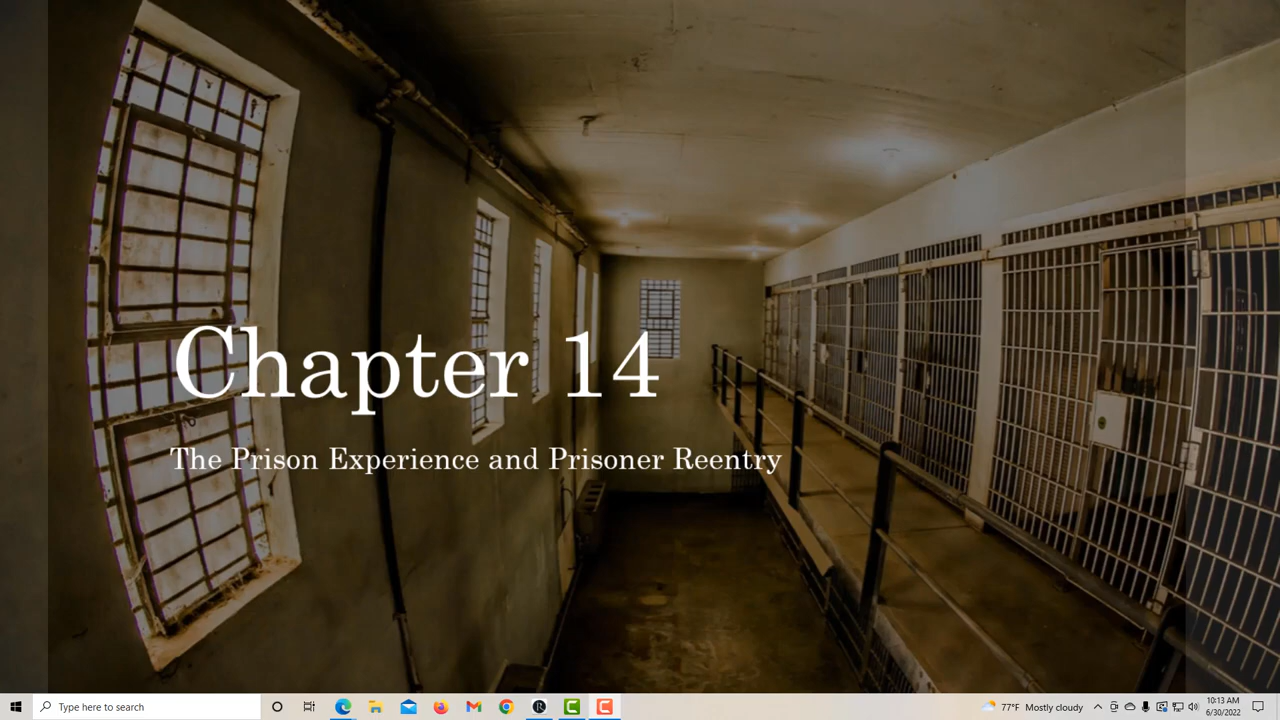 Chapter 14
The Prison Experience and Prisoner Reentry
Type here to search
77°F Mostly cloudy
10:13 AM
6/30/2022